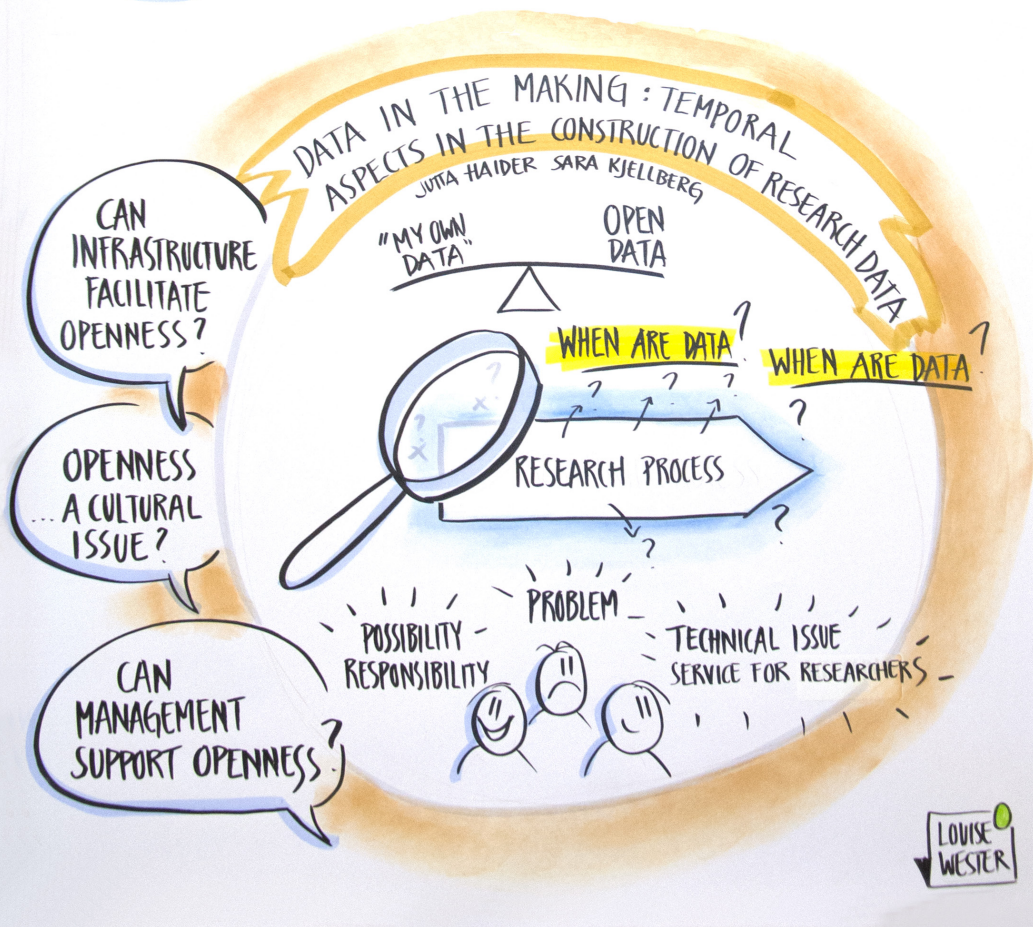 DATA IN THE MAKING : TEMPORAL
ASPECTS IN THE CONSTRUCTION OF RESEARCH DATA
JUTTA HAIDER SARA KJELLBERG
"MY OWN
DATA"
OPEN
DATA
CAN
INFRASTRUCTURE
FACILITATE
OPENNESS?
WHEN ARE DATA?
WHEN ARE DATA?
? ? ?
?
? x
?
x
RESEARCH PROCESS
?
?
OPENNESS
... A CULTURAL
ISSUE?
PROBLEM
POSSIBILITY
RESPONSIBILITY
TECHNICAL ISSUE
SERVICE FOR RESEARCHERS
CAN
MANAGEMENT
SUPPORT OPENNESS?
LOUISE
WESTER